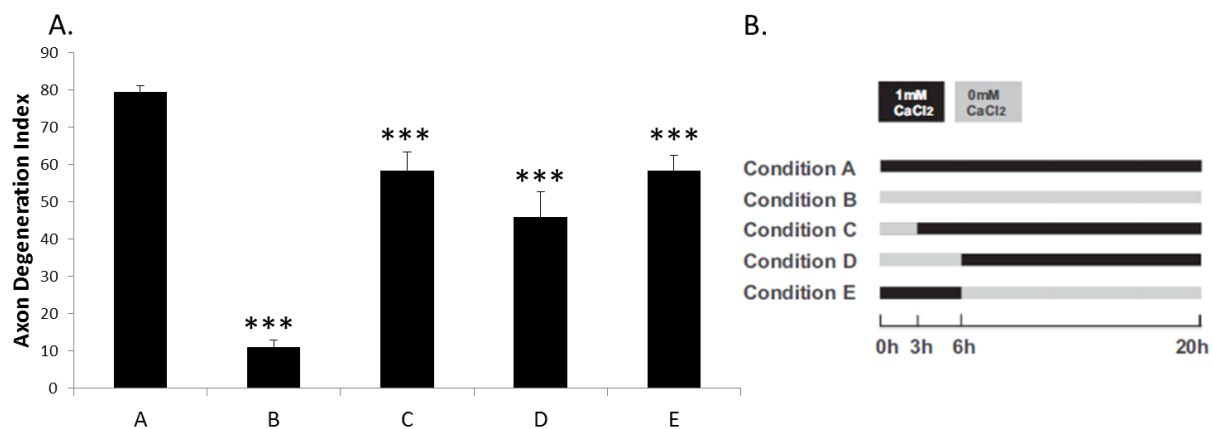 A.
Axon Degeneration Index
90
80
70
60
50
40
30
20
10
0
***
***
***
***
A B C D E
B.
1mM
CaCl2
0mM
CaCl2
Condition A
Condition B
Condition C
Condition D
Condition E
0h 3h 6h 20h